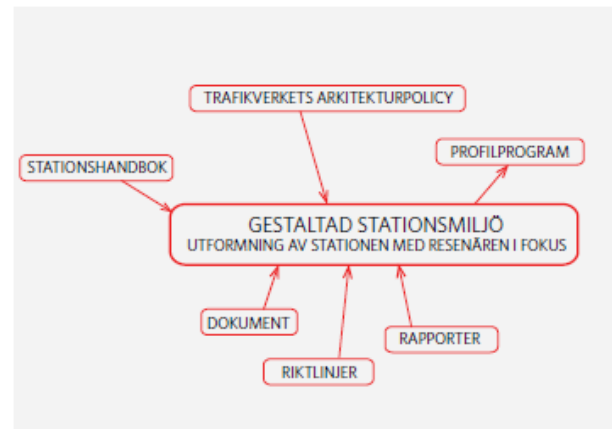 TRAFIKVERKETS ARKITEKTURPOLICY
PROFILPROGRAM
STATIONSHANDBOK
GESTALTAD STATIONSMILJÖ
UTFORMNING AV STATIONEN MED RESENÄREN I FOKUS
DOKUMENT
RAPPORTER
RIKTLINJER